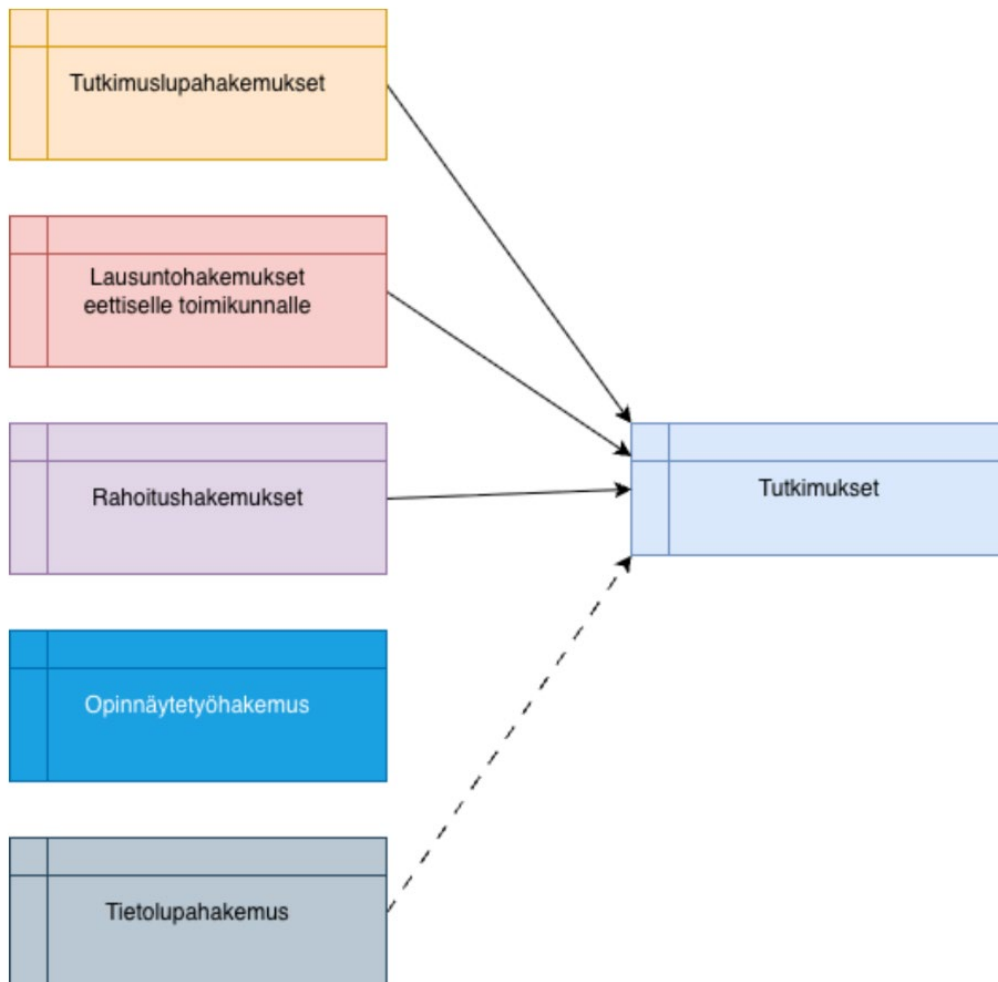 Tutkimuslupahakemukset
Lausuntohakemukset
eettiselle toimikunnalle
Rahoitushakemukset
Tutkimukset
Opinnäytetyöhakemus
Tietolupahakemus